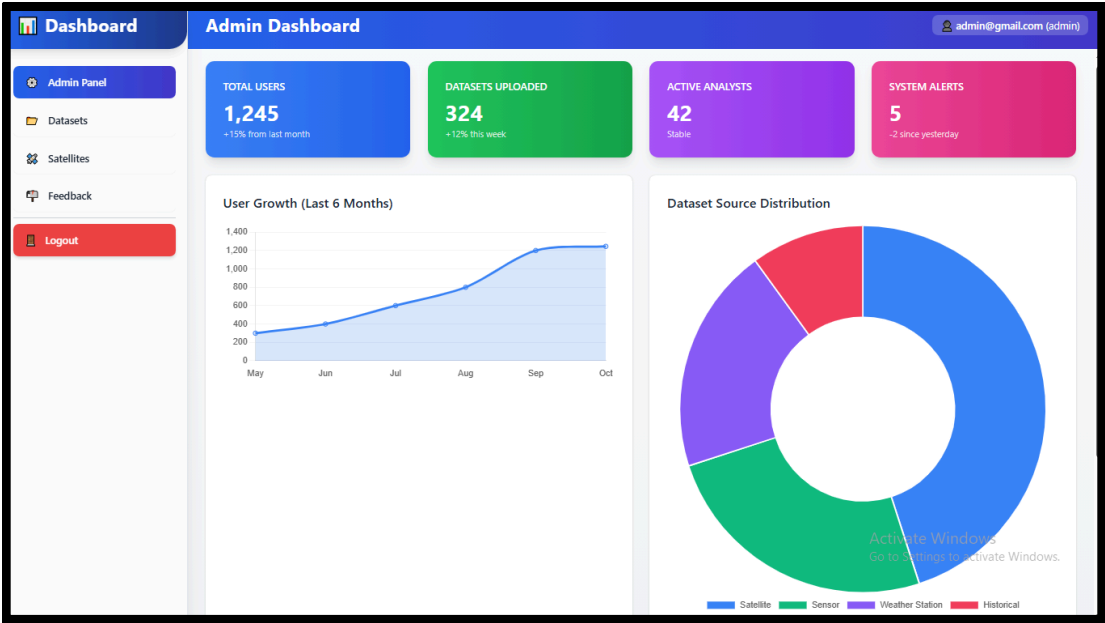 Dashboard
Admin Dashboard
admin@gmail.com (admin)
Admin Panel
Datasets
Satellites
Feedback
Logout
TOTAL USERS
1,245
+15% from last month
DATASETS UPLOADED
324
+12% this week
ACTIVE ANALYSTS
42
Stable
SYSTEM ALERTS
5
-2 since yesterday
User Growth (Last 6 Months)
1,400
1,200
1,000
800
600
400
200
0
May Jun Jul Aug Sep Oct
Dataset Source Distribution
Activate Windows
Go to Settings to activate Windows.
Satellite Sensor Weather Station Historical